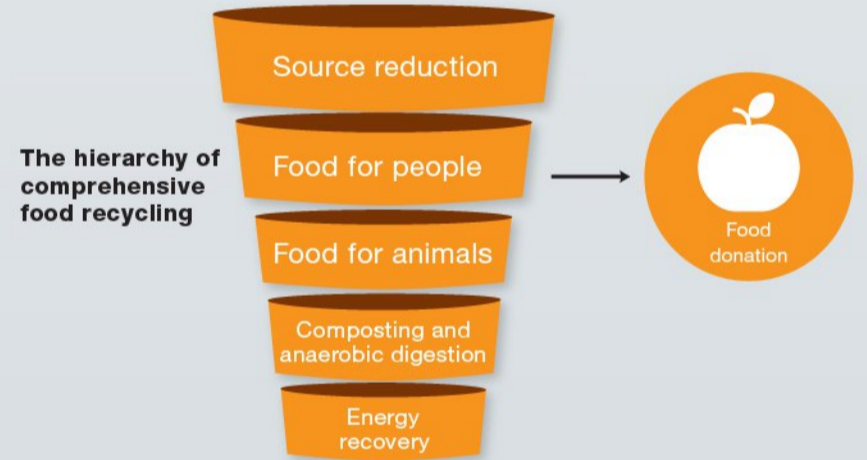 The hierarchy of
comprehensive
food recycling
Source reduction
Food for people
Food for animals
Composting and
anaerobic digestion
Energy
recovery
Food
donation